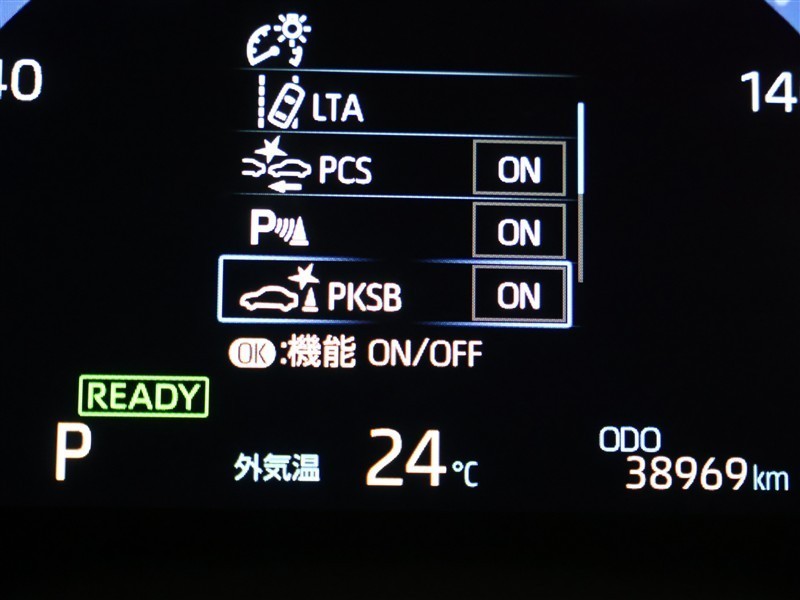 40
14
LTA
PCS ON
P ON
PKSB ON
OK:機能 ON/OFF
READY
P
外気温 24℃
ODO
38969km